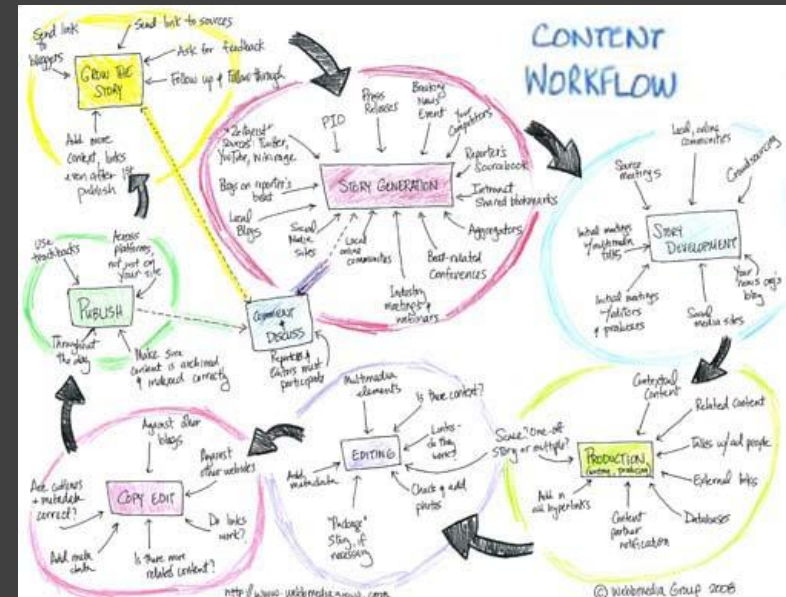 CONTENT
WORKFLOW
Send link
to
bloggers
Send link to sources
Ask for feedback
Follow up & Follow-through
GROW THE
STORY
Add more
context, links
even after 1st
publish
PIO
Press
Releases
Breaking
News
Event
Your
Competitors
Reporter's
Sourcebook
Intranet
Shared bookmarks
Aggregators
Beat-related
Conferences
Industry
meetings &
webinars
Local
online
communities
Social
Media
sites
Local
Blogs
Blogs on reporter's
beat
Sources: Twitter,
YouTube, Wikipage
STORY GENERATION
Local, online
communities
Crowdsourcing
Source
meetings
Initial meetings
w/multimedia
folks
Initial meetings
w/editors
& producers
Social
media sites
Your
news org's
blog
STORY
DEVELOPMENT
Use
trackbacks
Across
platforms,
not just on
your site
PUBLISH
Throughout
the day
Make sure
content is archived
& indexed correctly
COMMENT
&
DISCUSS
Reporters &
Editors must
participate
Contextual
Content
Related content
Talks w/ad people
External links
Databases
Content
partner
notification
Add in
all hyperlinks
Scale? One-off
story or multiple?
PRODUCTION
Multimedia
elements
Is there context?
Links-
do they
work?
Check & add
photos
"Package"
story, if
necessary
Add
metadata
EDITING
Against other
blogs
Against
other websites
Do links
work?
Is there more
related content?
Add meta
data
Are cutlines
+ metadata
correct?
COPY EDIT
http://www.webbmediagroup.com
© Webbmedia Group 2008